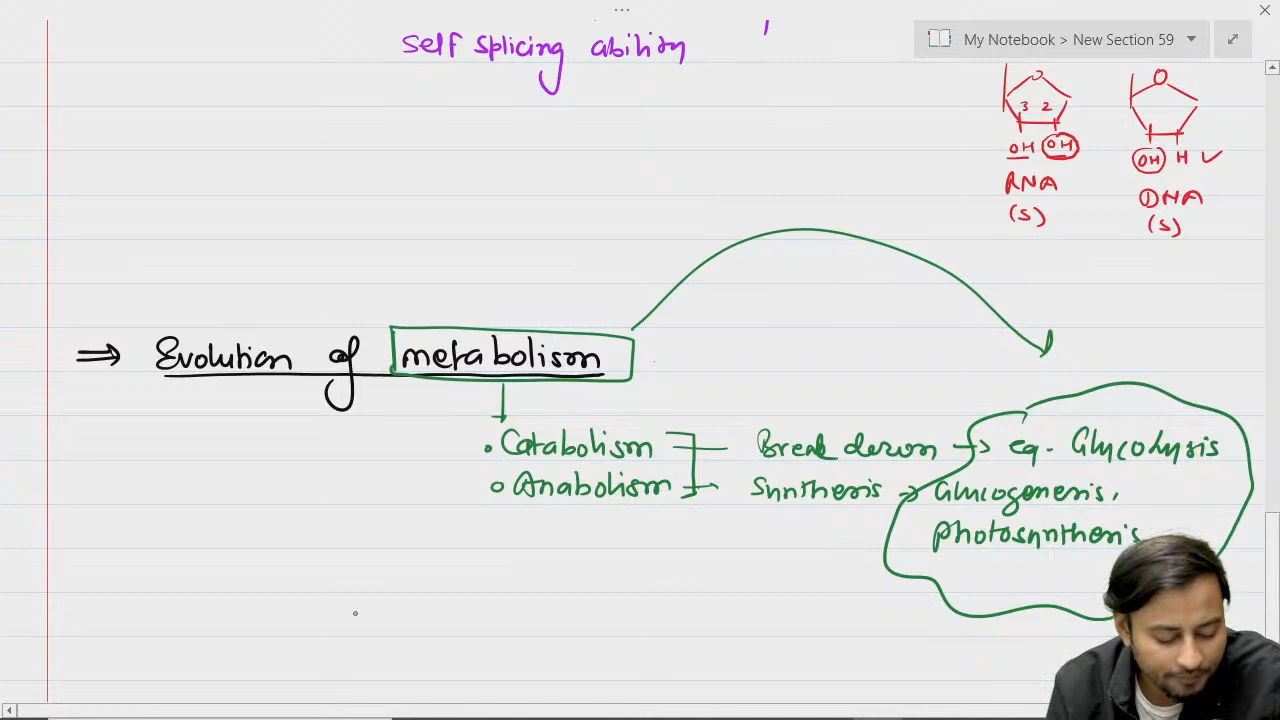 self splicing ability
My Notebook > New Section 59
3 2
OH OH
OH H
RNA
DNA
(s)
(s)
⇒ Evolution of metabolism
• Catabolism Break down → eg. Glycolysis
• Anabolism Synthesis → Glucogenesis,
photosynthesis